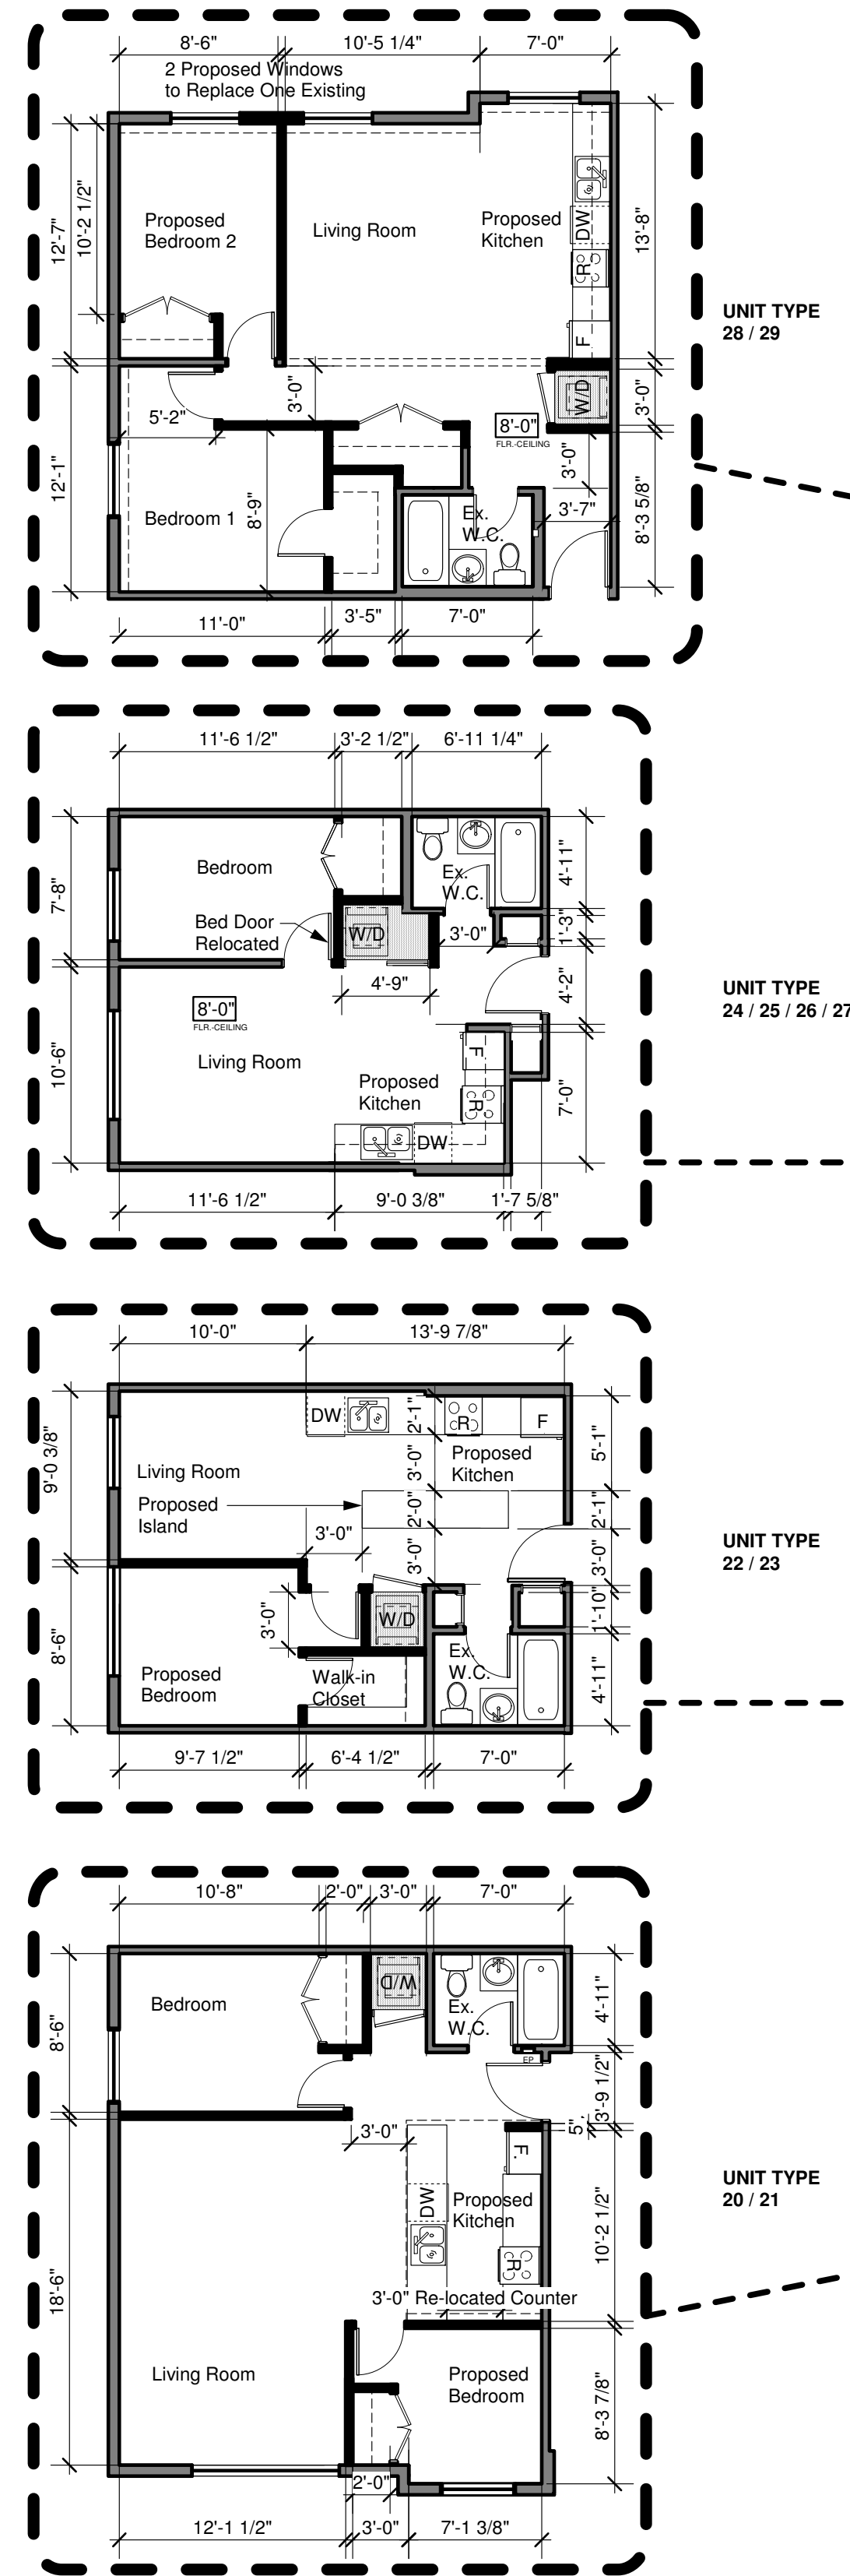 8'-6"
10'-5 1/4"
7'-0"
2 Proposed Windows
to Replace One Existing
12'-7"
10'-2 1/2"
Proposed
Bedroom 2
Living Room
Proposed
Kitchen
DW
R
F
13'-8"
UNIT TYPE
28 / 29
W/D
3'-0"
3'-0"
5'-2"
8'-0"
FLR.-CEILING
3'-0"
12'-1"
Bedroom 1
8'-9"
Ex.
W.C.
3'-7"
8'-3 5/8"
11'-0"
3'-5"
7'-0"
11'-6 1/2"
3'-2 1/2"
6'-11 1/4"
7'-8"
Bedroom
Ex.
W.C.
4'-11"
Bed Door
Relocated
W/D
3'-0"
1'-3"
4'-9"
4'-2"
8'-0"
FLR.-CEILING
UNIT TYPE
24 / 25 / 26 / 27
10'-6"
Living Room
Proposed
Kitchen
F
R
DW
7'-0"
11'-6 1/2"
9'-0 3/8"
1'-7 5/8"
10'-0"
13'-9 7/8"
9'-0 3/8"
DW
2'-1"
R
F
Living Room
3'-0"
Proposed
Kitchen
5'-1"
Proposed
Island
2'-0"
2'-1"
3'-0"
3'-0"
3'-0"
UNIT TYPE
22 / 23
8'-6"
3'-0"
W/D
1'-10"
Proposed
Bedroom
Walk-in
Closet
Ex.
W.C.
4'-11"
9'-7 1/2"
6'-4 1/2"
7'-0"
10'-8"
2'-0"
3'-0"
7'-0"
8'-6"
Bedroom
W/D
Ex.
W.C.
4'-11"
EP
3'-9 1/2"
5"
3'-0"
F.
DW
Proposed
Kitchen
R
10'-2 1/2"
UNIT TYPE
20 / 21
18'-6"
3'-0" Re-located Counter
Living Room
Proposed
Bedroom
8'-3 7/8"
2'-0"
12'-1 1/2"
3'-0"
7'-1 3/8"